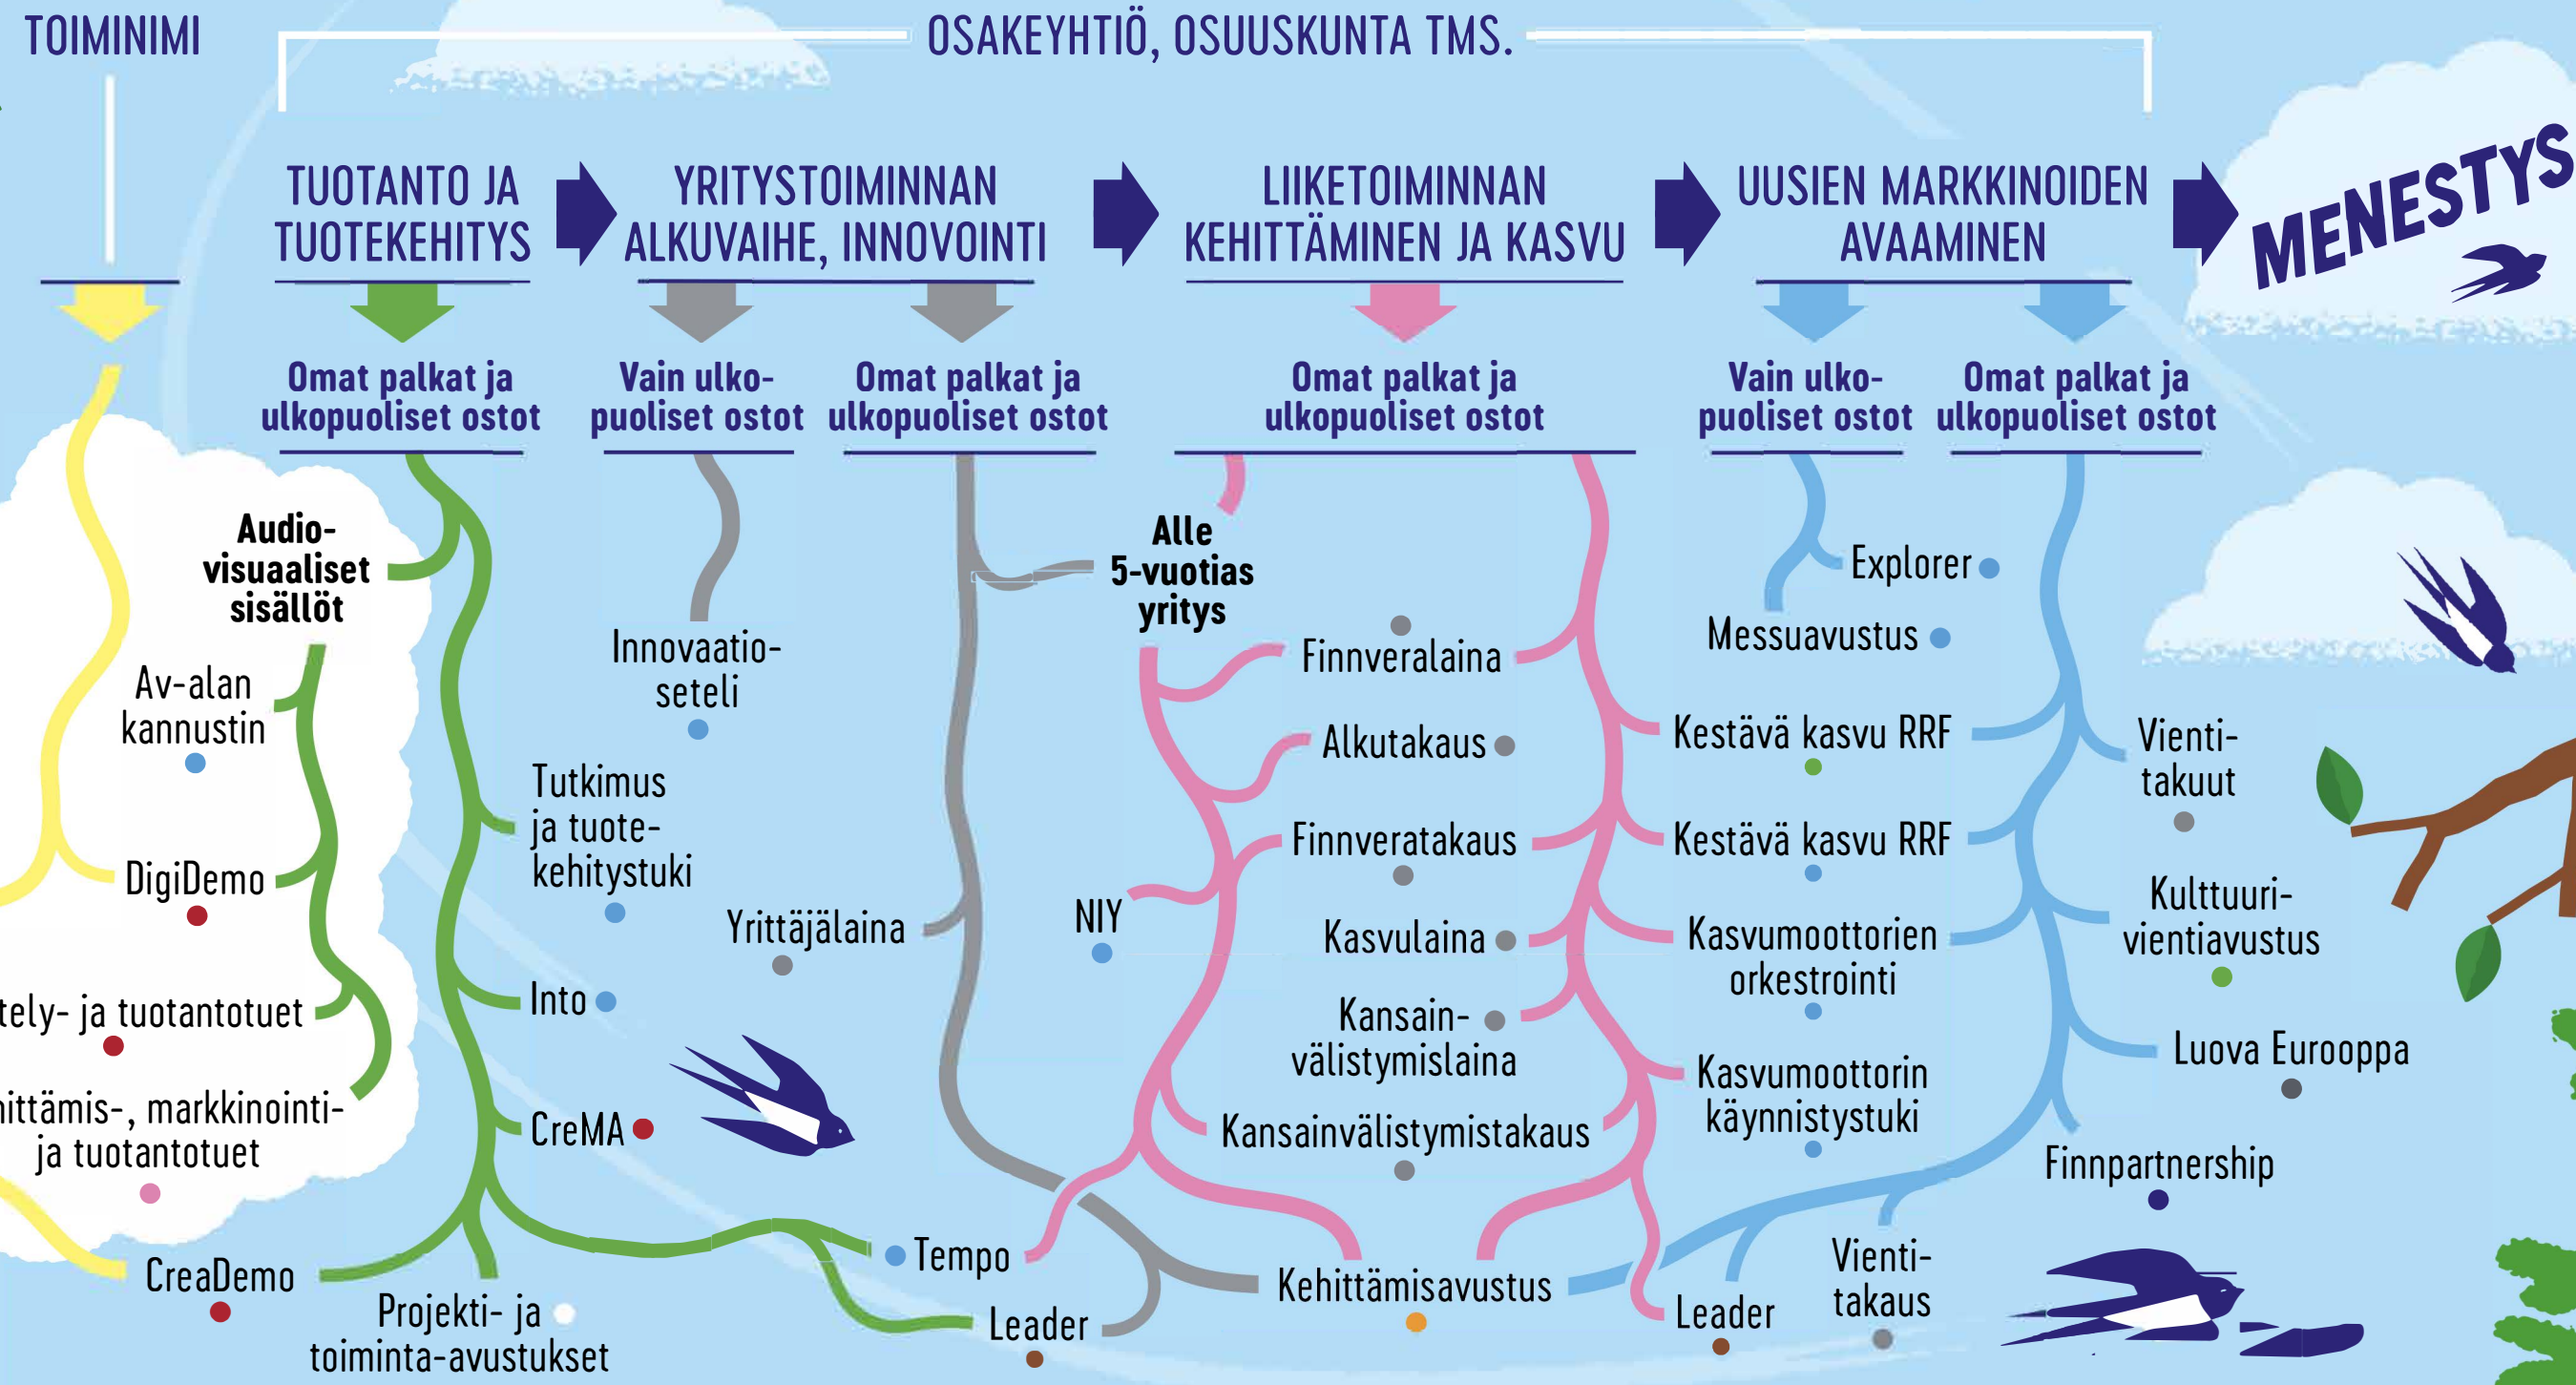 TOIMINIMI
OSAKEYHTIÖ, OSUUSKUNTA TMS.
TUOTANTO JA
TUOTEKEHITYS
YRITYSTOIMINNAN
ALKUVAIHE, INNOVOINTI
LIIKETOIMINNAN
KEHITTÄMINEN JA KASVU
UUSIEN MARKKINOIDEN
AVAAMINEN
MENESTYS
Omat palkat ja
ulkopuoliset ostot
Vain ulko-
puoliset ostot
Omat palkat ja
ulkopuoliset ostot
Omat palkat ja
ulkopuoliset ostot
Vain ulko-
puoliset ostot
Omat palkat ja
ulkopuoliset ostot
Audio-
visuaaliset
sisällöt
Av-alan
kannustin
DigiDemo
tely- ja tuotantotuet
ittämis-, markkinointi-
ja tuotantotuet
CreaDemo
Projekti- ja
toiminta-avustukset
Tutkimus
ja tuote-
kehitystuki
Into
CreMA
Innovaatio-
seteli
Yrittäjälaina
Tempo
Leader
Alle
5-vuotias
yritys
NIY
Finnveralaina
Alkutakaus
Finnveratakaus
Kasvulaina
Kansain-
välistymislaina
Kansainvälistymistakaus
Kehittämisavustus
Explorer
Messuavustus
Kestävä kasvu RRF
Kestävä kasvu RRF
Kasvumoottorien
orkestrointi
Kasvumoottorin
käynnistystuki
Leader
Vienti-
takaus
Vienti-
takuut
Kulttuuri-
vientiavustus
Luova Eurooppa
Finnpartnership